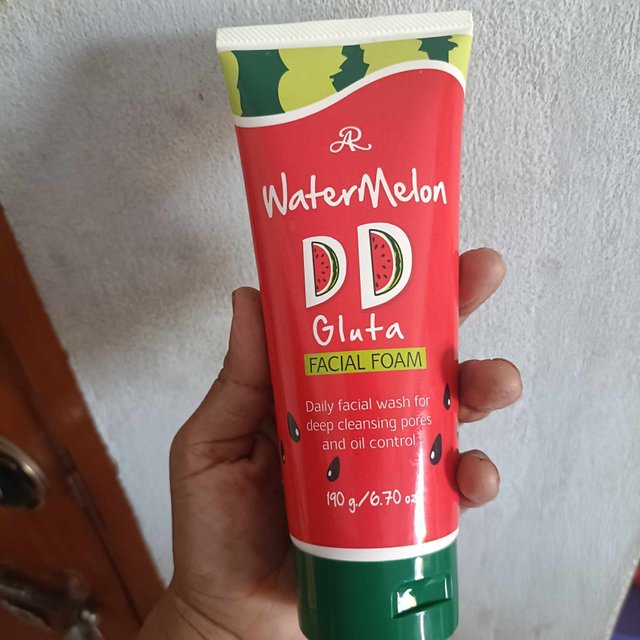 AR
WaterMelon
DD
Gluta
FACIAL FOAM
Daily facial wash for
deep cleansing pores
and oil control.
190 g./6.70 oz